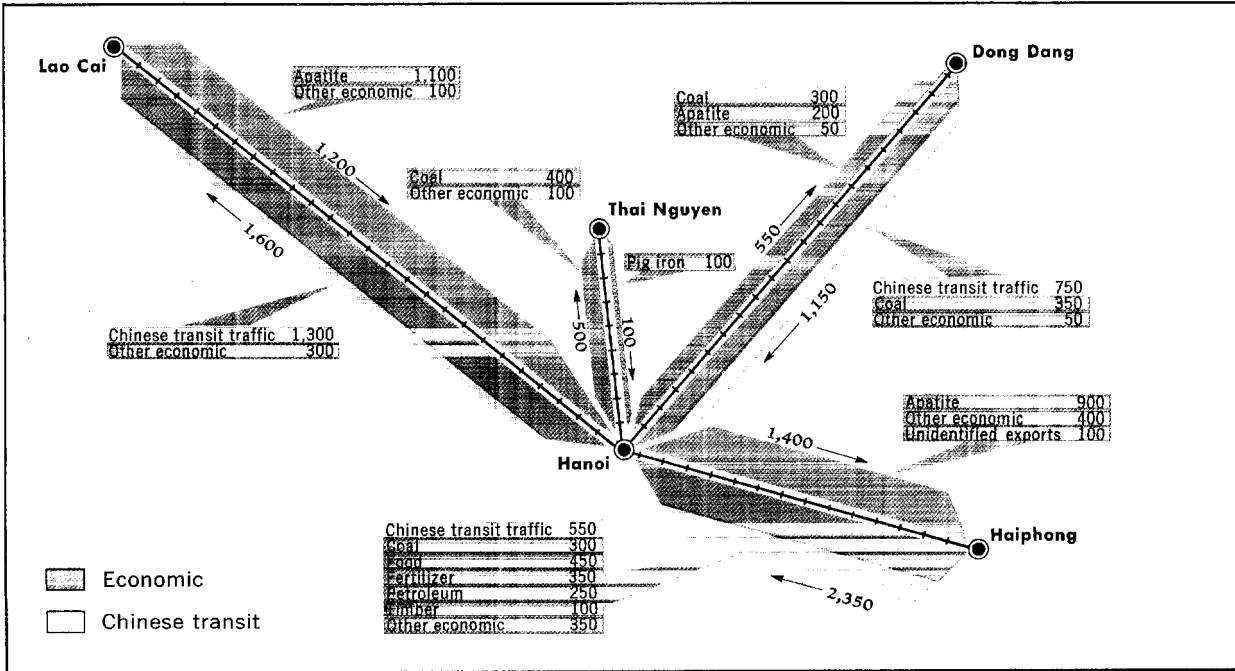 Lao Cai
Dong Dang
Apatite 1,100
Other economic 100
Coal 300
Apatite 200
Other economic 50
1,200
Coal 400
Other economic 100
1,600
Thai Nguyen
550
Pig iron 100
Chinese transit traffic 750
Coal 350
Other economic 50
1,150
500
100
Chinese transit traffic 1,300
Other economic 300
Apatite 900
Other economic 400
Unidentified exports 100
1,400
Hanoi
Chinese transit traffic 550
Coal 300
Food 450
Fertilizer 350
Petroleum 250
Timber 100
Other economic 350
Haiphong
2,350
Economic
Chinese transit